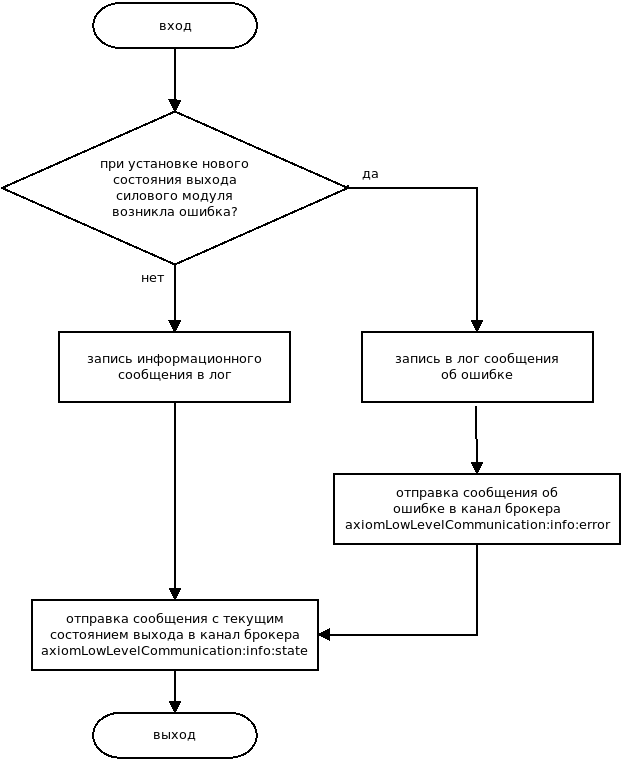 вход
при установке нового
состояния выхода
силового модуля
возникла ошибка?
да
нет
запись информационного
сообщения в лог
запись в лог сообщения
об ошибке
отправка сообщения об
ошибке в канал брокера
axiomLowLevelCommunication:info:error
отправка сообщения с текущим
состоянием выхода в канал брокера
axiomLowLevelCommunication:info:state
выход